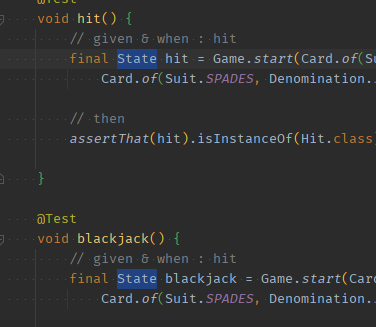 @Test
void hit() {
// given & when : hit
final State hit = Game.start(Card.of(Su
Card.of(Suit.SPADES, Denomination.
// then
assertThat(hit).isInstanceOf(Hit.class)
}
@Test
void blackjack() {
// given & when : hit
final State blackjack = Game.start(Card
Card.of(Suit.SPADES, Denomination.